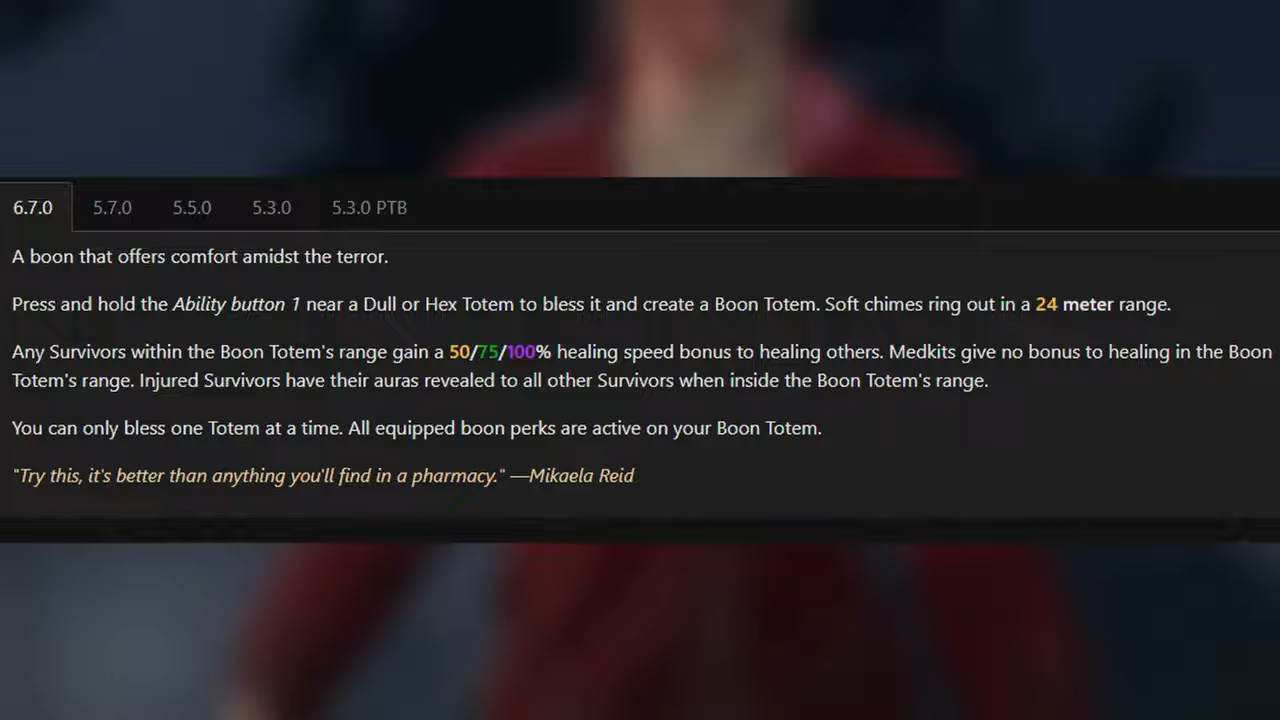 6.7.0 5.7.0 5.5.0 5.3.0 5.3.0 PTB
A boon that offers comfort amidst the terror.
Press and hold the Ability button 1 near a Dull or Hex Totem to bless it and create a Boon Totem. Soft chimes ring out in a 24 meter range.
Any Survivors within the Boon Totem's range gain a 50/75/100% healing speed bonus to healing others. Medkits give no bonus to healing in the Boon
Totem's range. Injured Survivors have their auras revealed to all other Survivors when inside the Boon Totem's range.
You can only bless one Totem at a time. All equipped boon perks are active on your Boon Totem.
"Try this, it's better than anything you'll find in a pharmacy." —Mikaela Reid